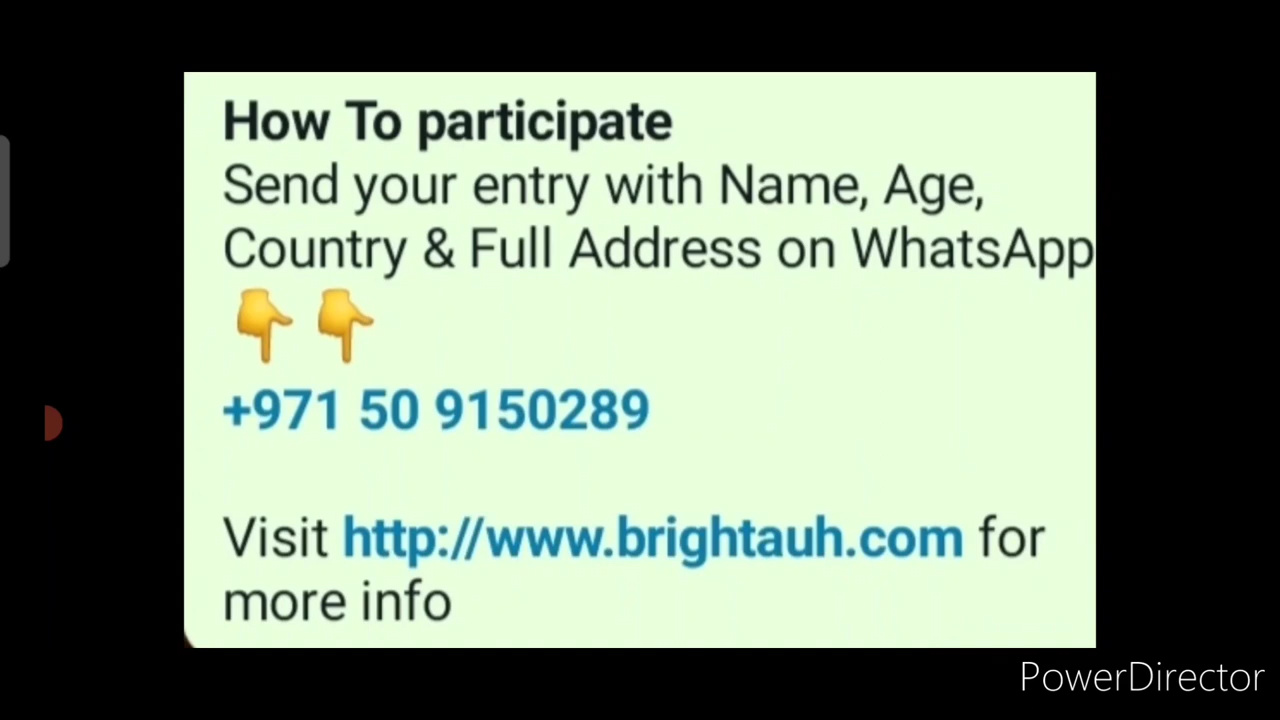 How To participate
Send your entry with Name, Age,
Country & Full Address on WhatsApp
👇👇
+971 50 9150289
Visit http://www.brightauh.com for
more info
PowerDirector